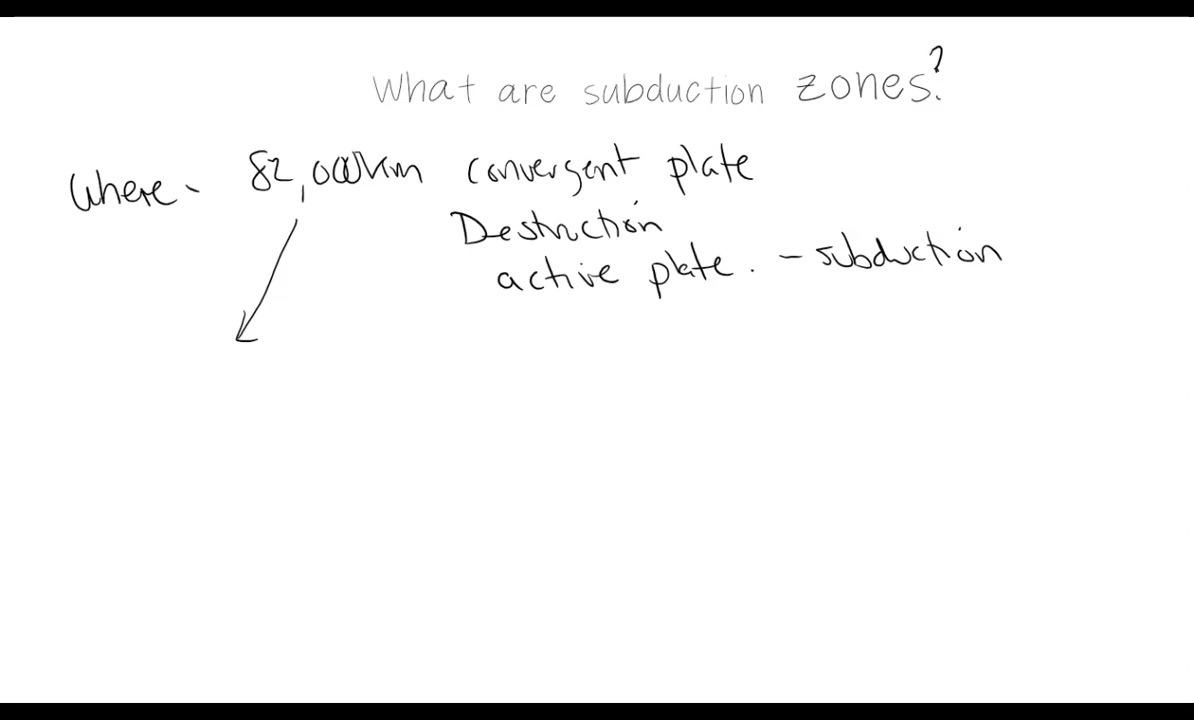 What are subduction zones?
Where - 82,000km convergent plate
Destruction
active plate. - subduction